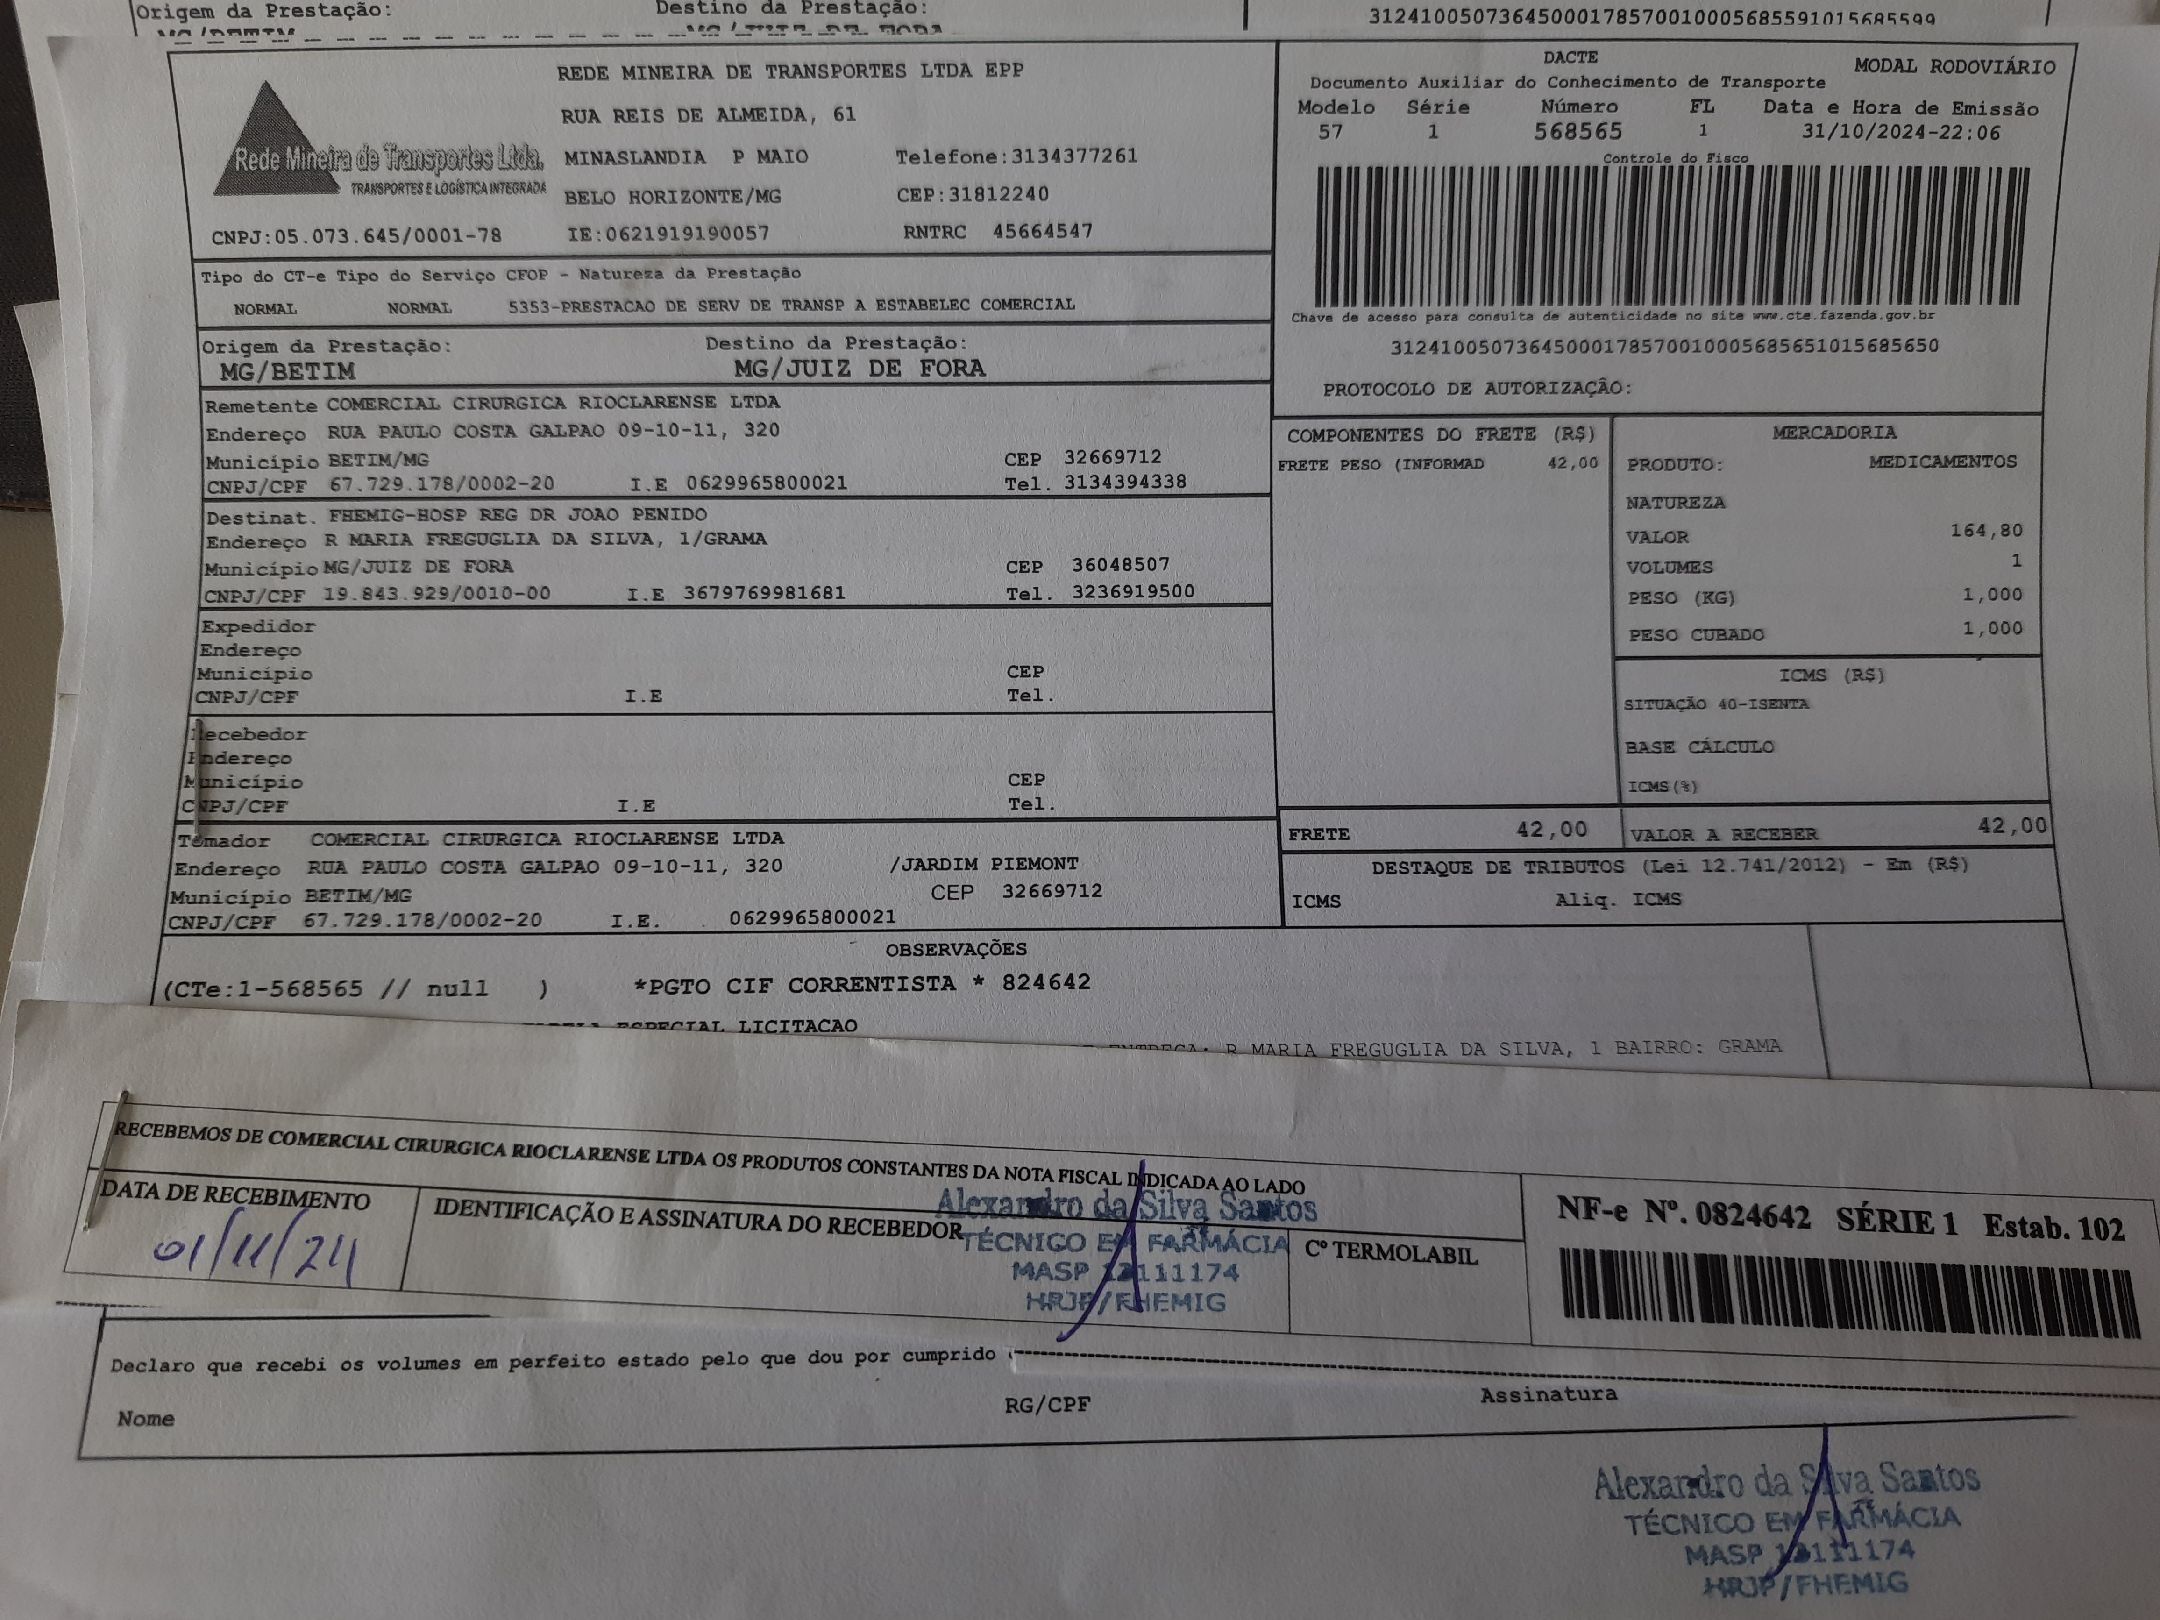 Origem da Prestação: Destino da Prestação:
31241005073645000178570010005685591015685599
MG/BETIM MG/JUIZ DE FORA
REDE MINEIRA DE TRANSPORTES LTDA EPP
RUA REIS DE ALMEIDA, 61
Rede Mineira de Transportes Ltda.
TRANSPORTES E LOGÍSTICA INTEGRADA
MINASLANDIA P MAIO Telefone:3134377261
BELO HORIZONTE/MG CEP:31812240
CNPJ:05.073.645/0001-78 IE:0621919190057 RNTRC 45664547
DACTE
MODAL RODOVIÁRIO
Documento Auxiliar do Conhecimento de Transporte
Modelo Série Número FL Data e Hora de Emissão
57 1 568565 1 31/10/2024-22:06
Controle do Fisco
Chave de acesso para consulta de autenticidade no site www.cte.fazenda.gov.br
31241005073645000178570010005685651015685650
PROTOCOLO DE AUTORIZAÇÃO:
Tipo do CT-e Tipo do Serviço CFOP - Natureza da Prestação
NORMAL NORMAL 5353-PRESTACAO DE SERV DE TRANSP A ESTABELEC COMERCIAL
Origem da Prestação: Destino da Prestação:
MG/BETIM MG/JUIZ DE FORA
Remetente COMERCIAL CIRURGICA RIOCLARENSE LTDA
Endereço RUA PAULO COSTA GALPAO 09-10-11, 320
Município BETIM/MG CEP 32669712
CNPJ/CPF 67.729.178/0002-20 I.E 0629965800021 Tel. 3134394338
Destinat. FHEMIG-HOSP REG DR JOAO PENIDO
Endereço R MARIA FREGUGLIA DA SILVA, 1/GRAMA
Município MG/JUIZ DE FORA CEP 36048507
CNPJ/CPF 19.843.929/0010-00 I.E 3679769981681 Tel. 3236919500
Expedidor
Endereço
Município CEP
CNPJ/CPF I.E Tel.
Recebedor
Endereço
Município CEP
CNPJ/CPF I.E Tel.
Tomador COMERCIAL CIRURGICA RIOCLARENSE LTDA
Endereço RUA PAULO COSTA GALPAO 09-10-11, 320 /JARDIM PIEMONT
Município BETIM/MG CEP 32669712
CNPJ/CPF 67.729.178/0002-20 I.E. 0629965800021
COMPONENTES DO FRETE (R$)
FRETE PESO (INFORMAD 42,00
MERCADORIA
PRODUTO: MEDICAMENTOS
NATUREZA
VALOR 164,80
VOLUMES 1
PESO (KG) 1,000
PESO CUBADO 1,000
ICMS (R$)
SITUAÇÃO 40-ISENTA
BASE CÁLCULO
ICMS(%)
FRETE 42,00 VALOR A RECEBER 42,00
DESTAQUE DE TRIBUTOS (Lei 12.741/2012) - Em (R$)
ICMS Aliq. ICMS
OBSERVAÇÕES
(CTe:1-568565 // null ) *PGTO CIF CORRENTISTA * 824642
ESPECIAL LICITACAO
ENTREGA: R MARIA FREGUGLIA DA SILVA, 1 BAIRRO: GRAMA
RECEBEMOS DE COMERCIAL CIRURGICA RIOCLARENSE LTDA OS PRODUTOS CONSTANTES DA NOTA FISCAL INDICADA AO LADO
DATA DE RECEBIMENTO
01/11/24
IDENTIFICAÇÃO E ASSINATURA DO RECEBEDOR
Alexandro da Silva Santos
TÉCNICO EM FARMÁCIA
MASP 13111174
HRJP/FHEMIG
Cº TERMOLABIL
NF-e Nº. 0824642 SÉRIE 1 Estab. 102
Declaro que recebi os volumes em perfeito estado pelo que dou por cumprido
Nome RG/CPF Assinatura
Alexandro da Silva Santos
TÉCNICO EM FARMÁCIA
MASP 13111174
HRJP/FHEMIG